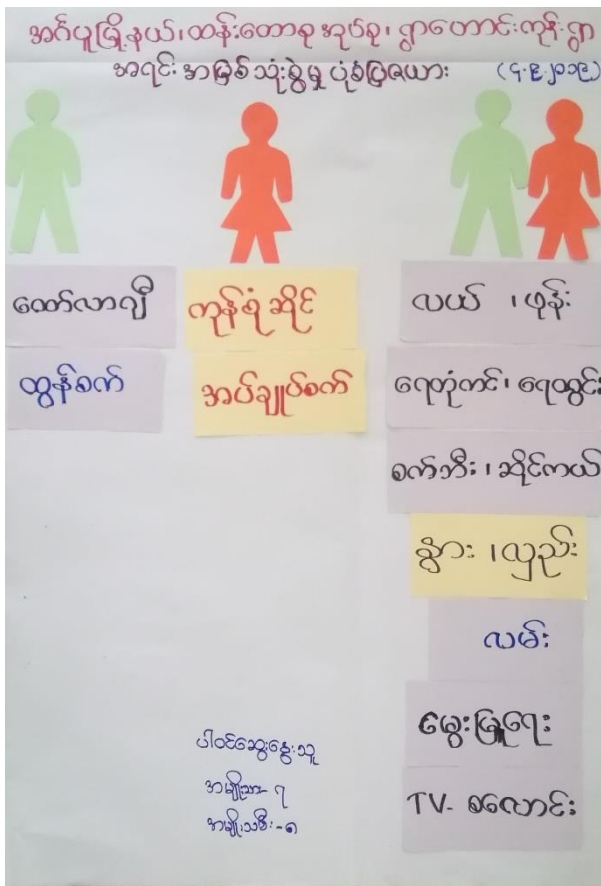 အင်္ဂပူမြို့နယ်၊ ထန်းတောစု အုပ်စု၊ ရွာတောင်းကုန်းရွာ
အရင်းအမြစ်သုံးစွဲမှု ပုံစံပြဇယား (၄.၉.၂၀၁၉)
ထော်လာဂျီ
ထွန်စက်
ကုန်စုံဆိုင်
အပ်ချုပ်စက်
လယ် ၊ ဖုန်း
ရေတုံကင်၊ ရေတွင်း
စက်ဘီး ၊ ဆိုင်ကယ်
နွား ၊ လှည်း
လမ်း
မွေးမြူရေး
TV- စလောင်း
ပါဝင်ဆွေးနွေးသူ
အမျိုးသား- ၇
အမျိုးသမီး -၈